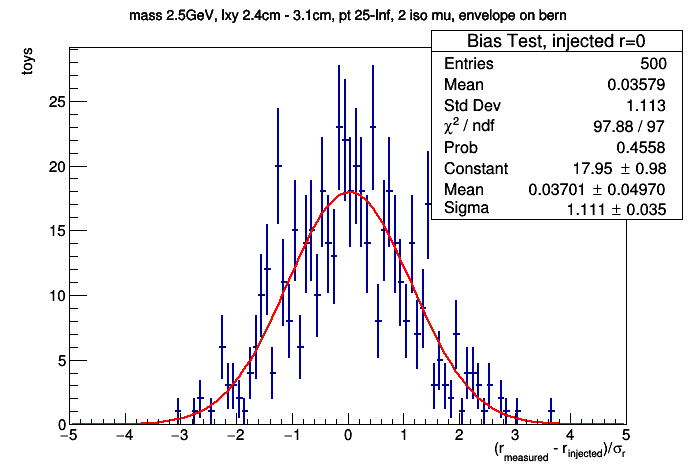 mass 2.5GeV, lxy 2.4cm - 3.1cm, pt 25-Inf, 2 iso mu, envelope on bern
Bias Test, injected r=0
Entries 500
Mean 0.03579
Std Dev 1.113
χ² / ndf 97.88 / 97
Prob 0.4558
Constant 17.95 ± 0.98
Mean 0.03701 ± 0.04970
Sigma 1.111 ± 0.035
toys
25
20
15
10
5
0
−5 −4 −3 −2 −1 0 1 2 3 4 5
(r_measured - r_injected)/σ_r